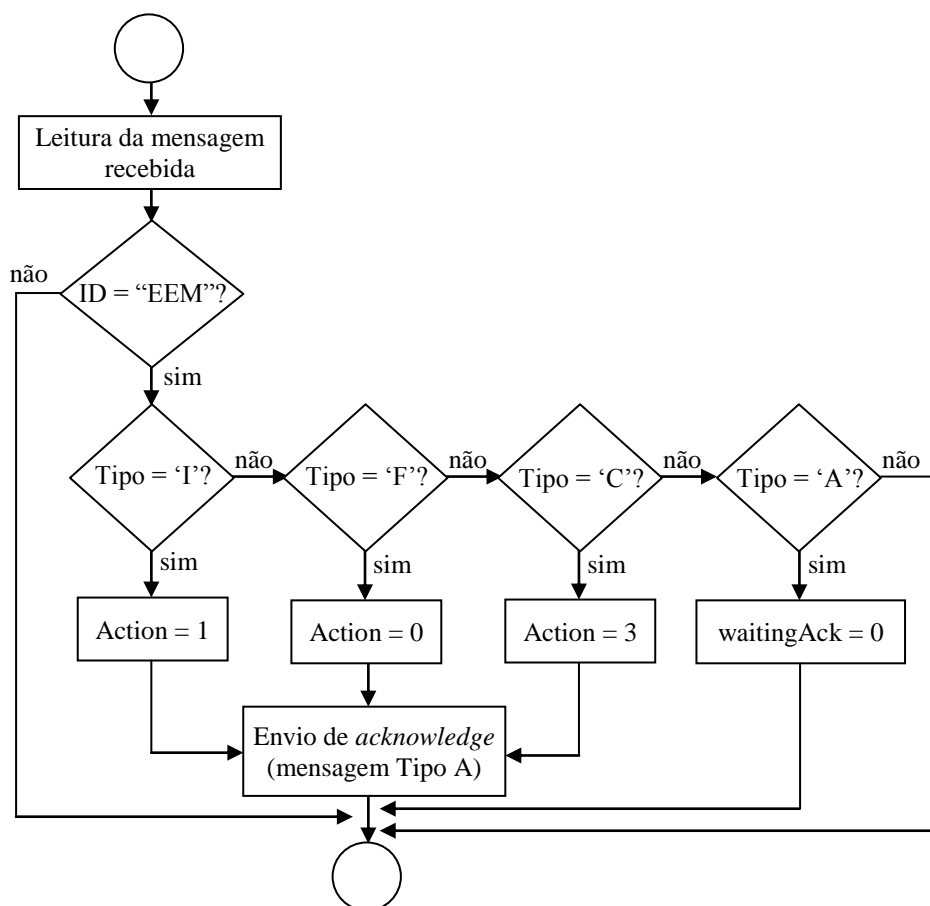 Leitura da mensagem
recebida
não
ID = “EEM”?
sim
Tipo = ‘I’?
não
Tipo = ‘F’?
não
Tipo = ‘C’?
não
Tipo = ‘A’?
não
sim
sim
sim
sim
Action = 1
Action = 0
Action = 3
waitingAck = 0
Envio de acknowledge
(mensagem Tipo A)